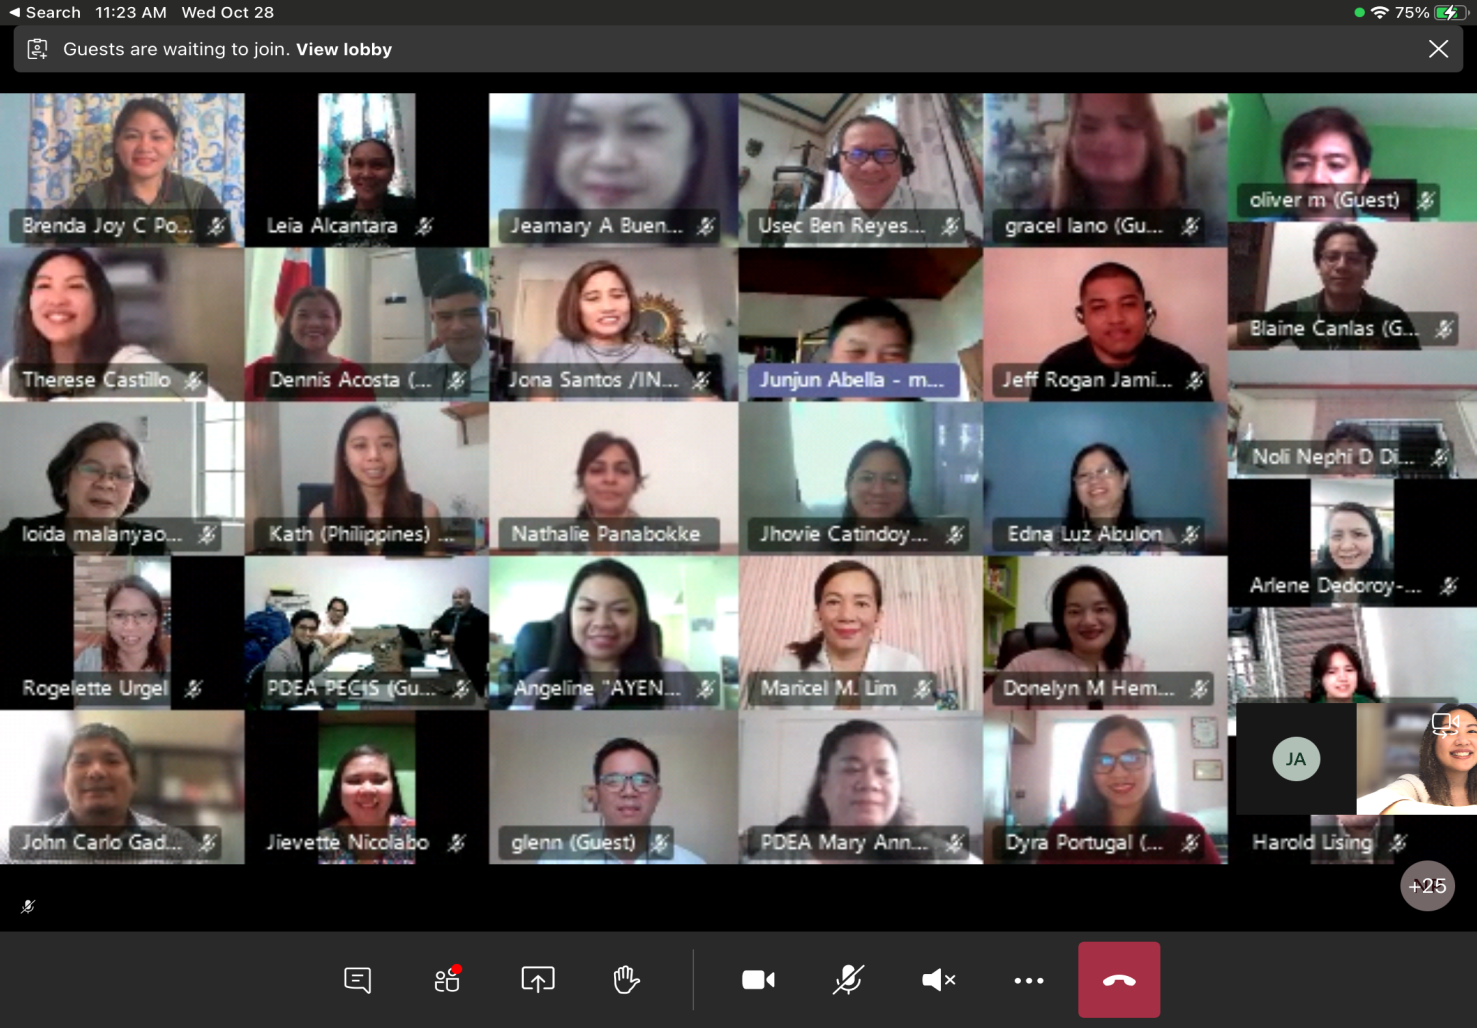 Search 11:23 AM Wed Oct 28 75%
Guests are waiting to join. View lobby
Brenda Joy C Po...
Leia Alcantara
Jeamary A Buen...
Usec Ben Reyes...
gracel lano (Gu...
oliver m (Guest)
Therese Castillo
Dennis Acosta (...
Jona Santos /IN...
Junjun Abella - m...
Jeff Rogan Jami...
Blaine Canlas (G...
loida malanyao...
Kath (Philippines) ...
Nathalie Panabokke
Jhovie Catindoy...
Edna Luz Abulon
Noli Nephi D Di...
Arlene Dedoroy-...
Rogelette Urgel
PDEA PECIS (Gu...
Angeline "AYEN...
Maricel M. Lim
Donelyn M Hem...
JA
John Carlo Gad...
Jievette Nicolabo
glenn (Guest)
PDEA Mary Ann...
Dyra Portugal (...
Harold Lising
+25